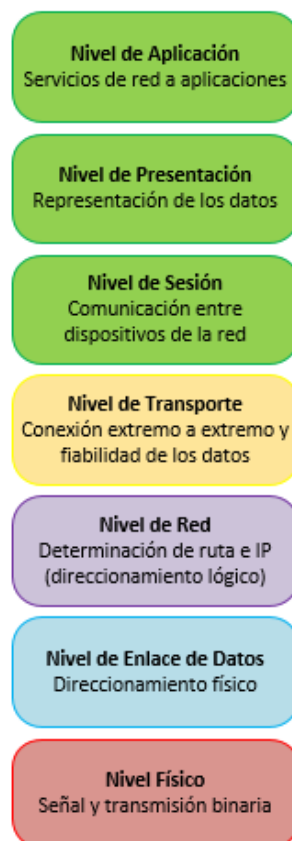 Nivel de Aplicación
Servicios de red a aplicaciones
Nivel de Presentación
Representación de los datos
Nivel de Sesión
Comunicación entre
dispositivos de la red
Nivel de Transporte
Conexión extremo a extremo y
fiabilidad de los datos
Nivel de Red
Determinación de ruta e IP
(direccionamiento lógico)
Nivel de Enlace de Datos
Direccionamiento físico
Nivel Físico
Señal y transmisión binaria